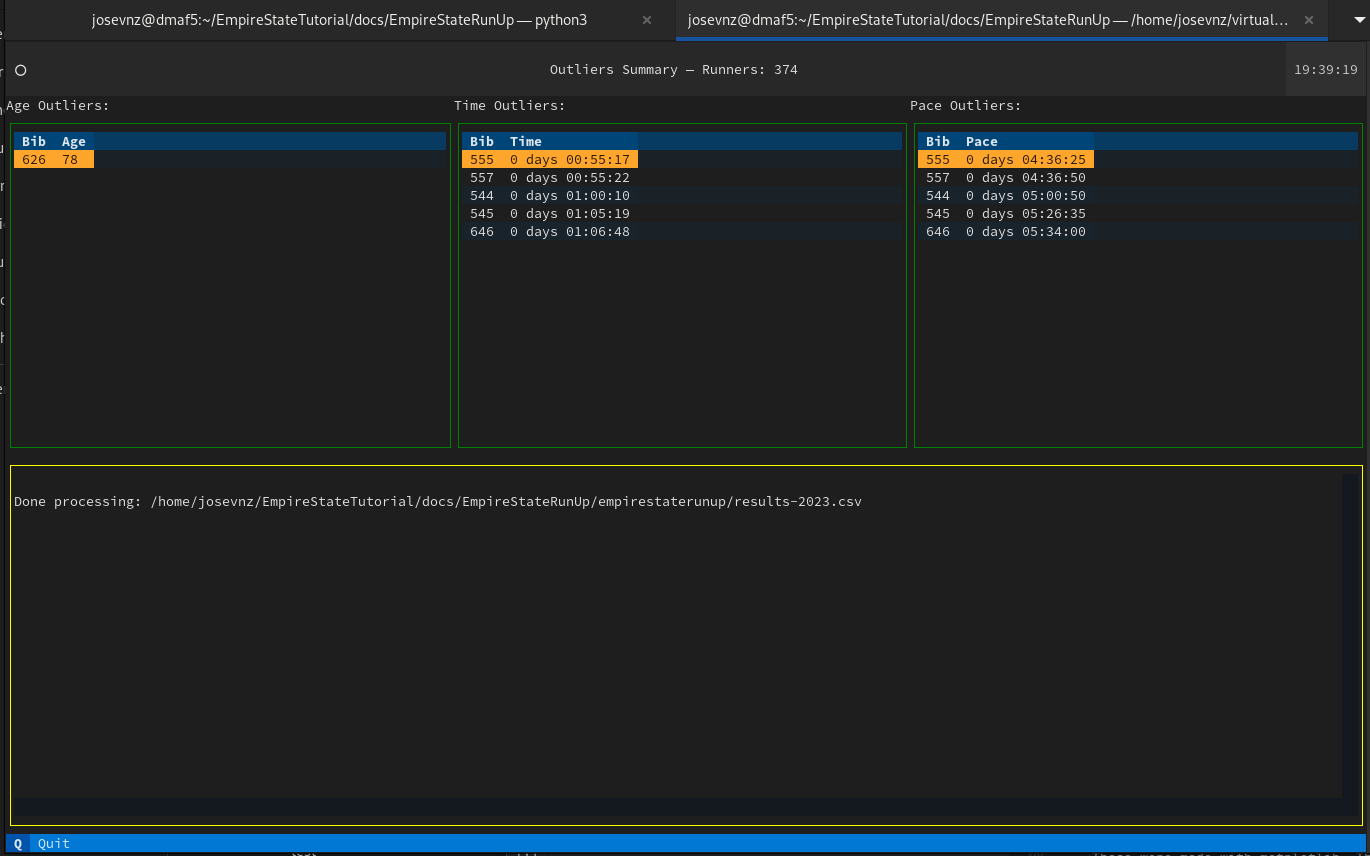 josevnz@dmaf5:~/EmpireStateTutorial/docs/EmpireStateRunUp — python3
josevnz@dmaf5:~/EmpireStateTutorial/docs/EmpireStateRunUp — /home/josevnz/virtual…
Outliers Summary — Runners: 374
19:39:19
Age Outliers:
Time Outliers:
Pace Outliers:
Bib Age
626 78
Bib Time
555 0 days 00:55:17
557 0 days 00:55:22
544 0 days 01:00:10
545 0 days 01:05:19
646 0 days 01:06:48
Bib Pace
555 0 days 04:36:25
557 0 days 04:36:50
544 0 days 05:00:50
545 0 days 05:26:35
646 0 days 05:34:00
Done processing: /home/josevnz/EmpireStateTutorial/docs/EmpireStateRunUp/empirestaterunup/results-2023.csv
Q Quit